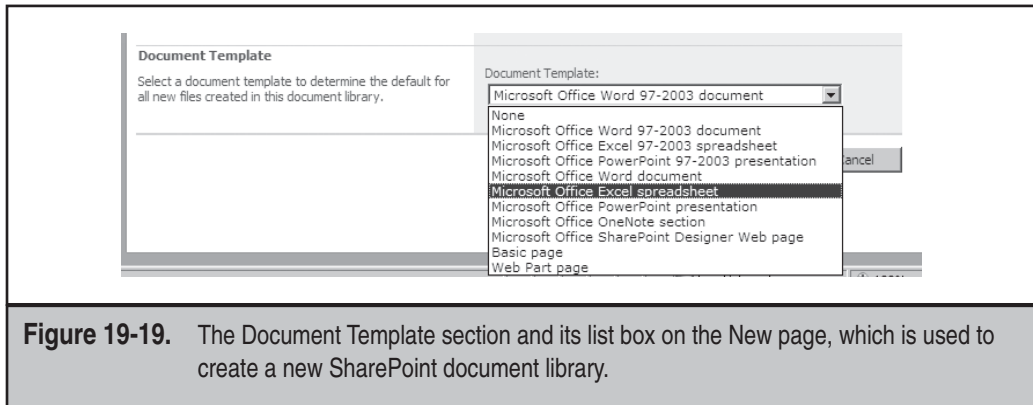 Document Template
Select a document template to determine the default for
all new files created in this document library.
Document Template:
Microsoft Office Word 97-2003 document
None
Microsoft Office Word 97-2003 document
Microsoft Office Excel 97-2003 spreadsheet
Microsoft Office PowerPoint 97-2003 presentation
Microsoft Office Word document
Microsoft Office Excel spreadsheet
Microsoft Office PowerPoint presentation
Microsoft Office OneNote section
Microsoft Office SharePoint Designer Web page
Basic page
Web Part page
Figure 19-19. The Document Template section and its list box on the New page, which is used to
create a new SharePoint document library.